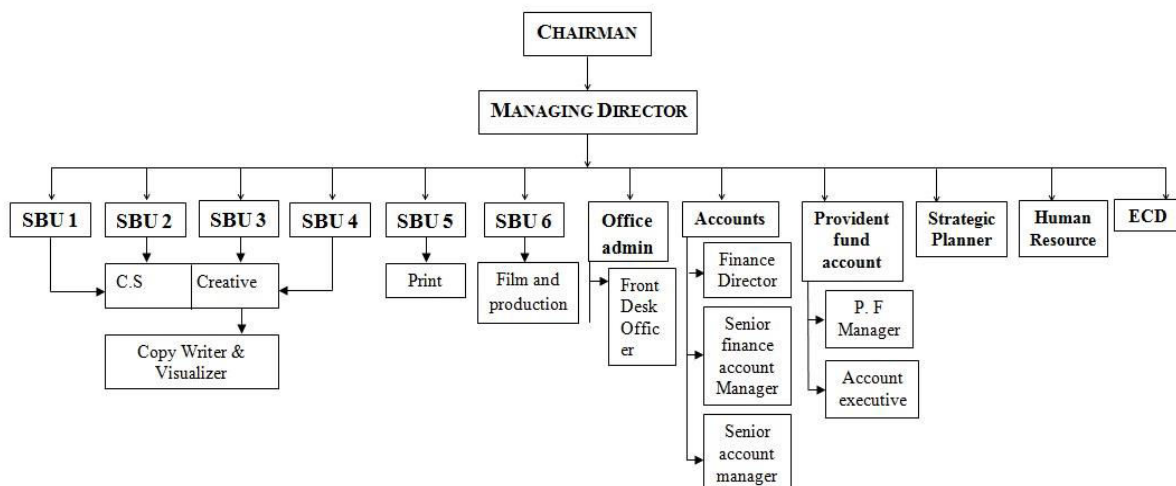 CHAIRMAN
MANAGING DIRECTOR
SBU 1
SBU 2
SBU 3
SBU 4
SBU 5
SBU 6
Office
admin
Accounts
Provident
fund
account
Strategic
Planner
Human
Resource
ECD
C.S
Creative
Copy Writer &
Visualizer
Print
Film and
production
Front
Desk
Offic
er
Finance
Director
Senior
finance
account
Manager
Senior
account
manager
P. F
Manager
Account
executive